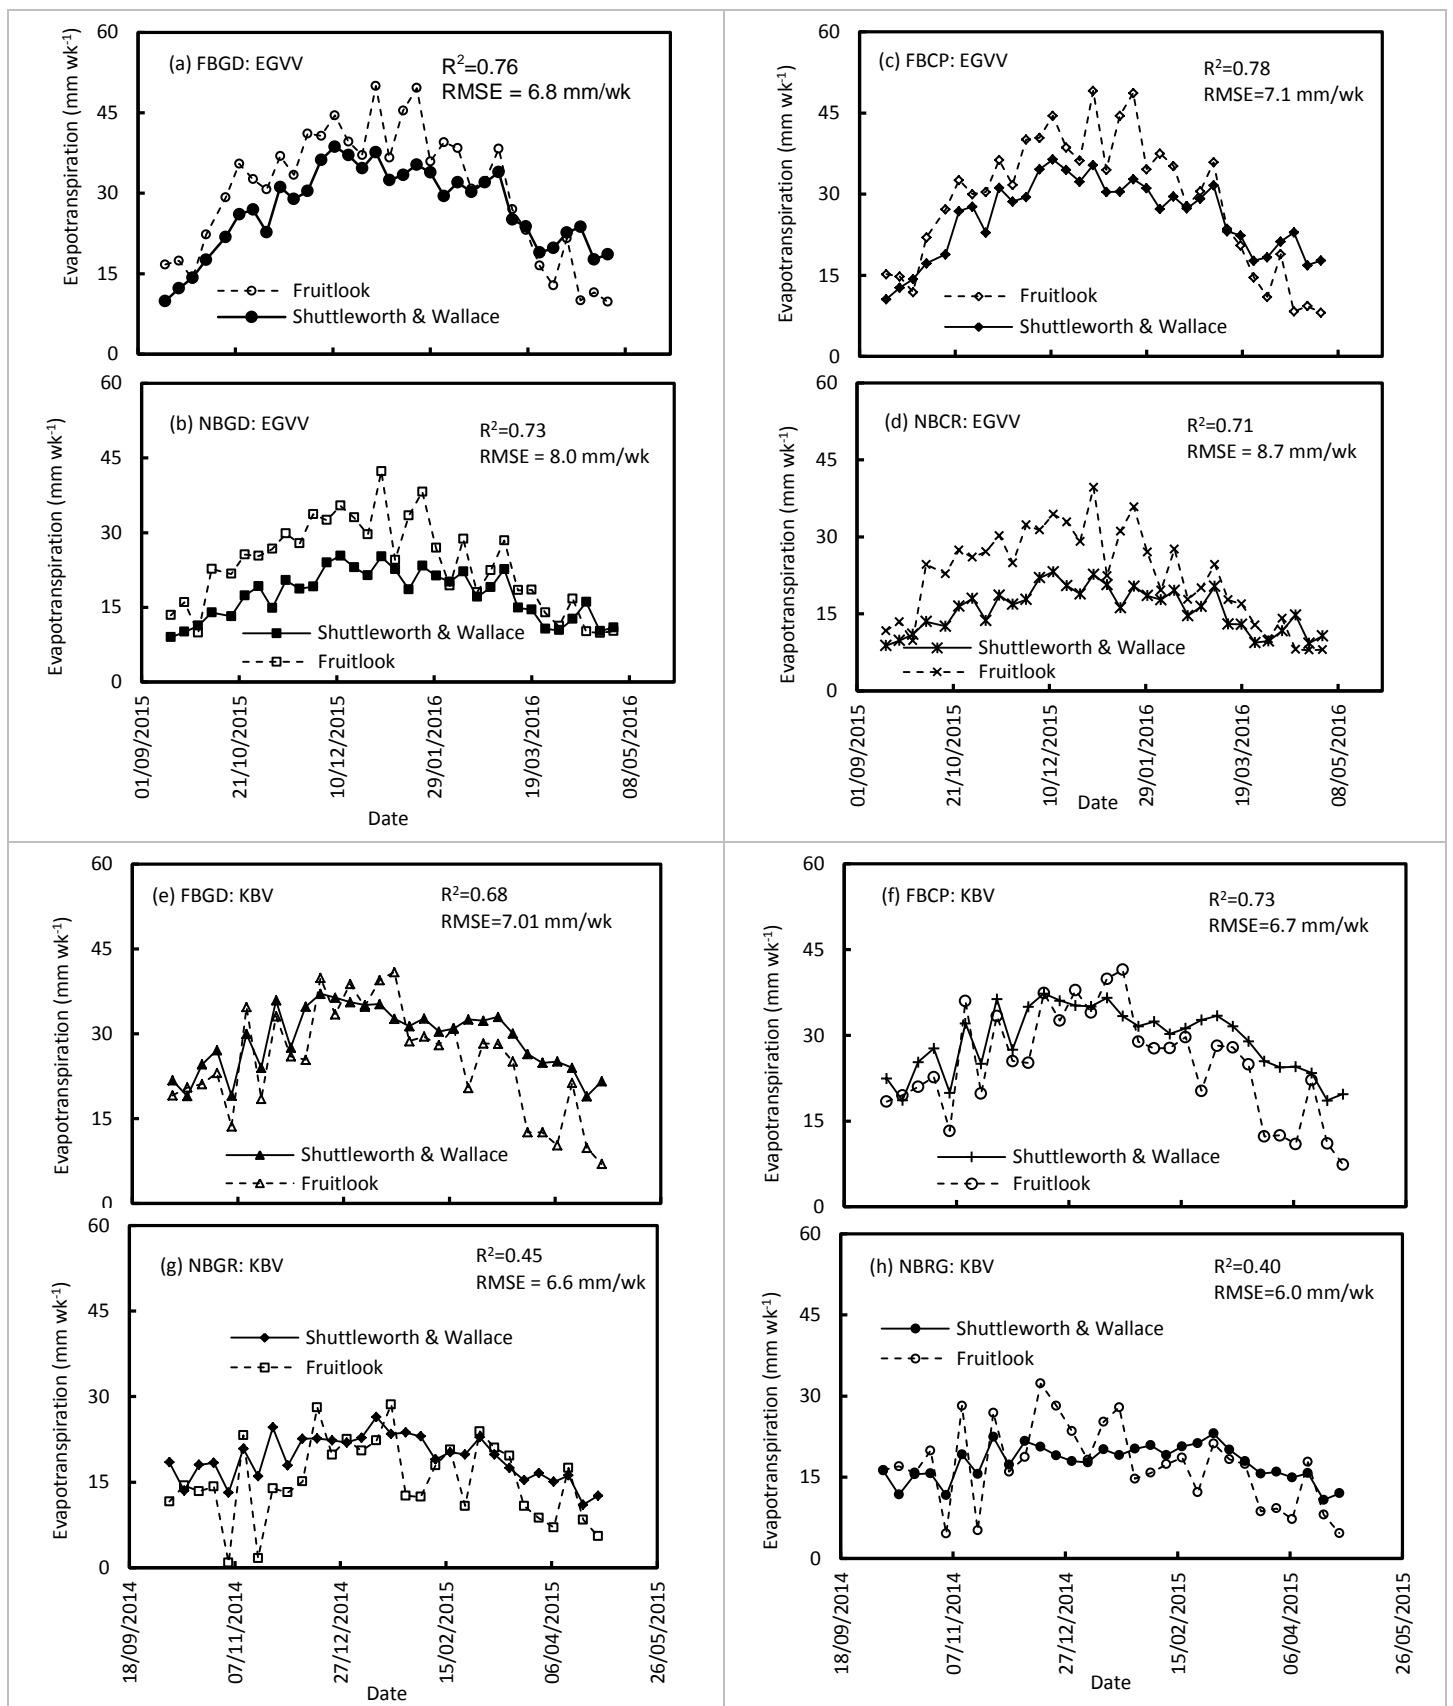 60
45
30
15
0
Evapotranspiration (mm wk-1)
(a) FBGD: EGVV
R2=0.76
RMSE = 6.8 mm/wk
Fruitlook
Shuttleworth & Wallace
60
45
30
15
0
Evapotranspiration (mm wk-1)
(c) FBCP: EGVV
R2=0.78
RMSE=7.1 mm/wk
Fruitlook
Shuttleworth & Wallace
60
45
30
15
0
Evapotranspiration (mm wk-1)
(b) NBGD: EGVV
R2=0.73
RMSE = 8.0 mm/wk
Shuttleworth & Wallace
Fruitlook
01/09/2015
21/10/2015
10/12/2015
29/01/2016
19/03/2016
08/05/2016
Date
60
45
30
15
0
Evapotranspiration (mm wk-1)
(d) NBCR: EGVV
R2=0.71
RMSE = 8.7 mm/wk
Shuttleworth & Wallace
Fruitlook
01/09/2015
21/10/2015
10/12/2015
29/01/2016
19/03/2016
08/05/2016
Date
60
45
30
15
0
Evapotranspiration (mm wk-1)
(e) FBGD: KBV
R2=0.68
RMSE=7.01 mm/wk
Shuttleworth & Wallace
Fruitlook
60
45
30
15
0
Evapotranspiration (mm wk-1)
(f) FBCP: KBV
R2=0.73
RMSE=6.7 mm/wk
Shuttleworth & Wallace
Fruitlook
60
45
30
15
0
Evapotranspiration (mm wk-1)
(g) NBGR: KBV
R2=0.45
RMSE = 6.6 mm/wk
Shuttleworth & Wallace
Fruitlook
18/09/2014
07/11/2014
27/12/2014
15/02/2015
06/04/2015
26/05/2015
Date
60
45
30
15
0
Evapotranspiration (mm wk-1)
(h) NBRG: KBV
R2=0.40
RMSE=6.0 mm/wk
Shuttleworth & Wallace
Fruitlook
18/09/2014
07/11/2014
27/12/2014
15/02/2015
06/04/2015
26/05/2015
Date